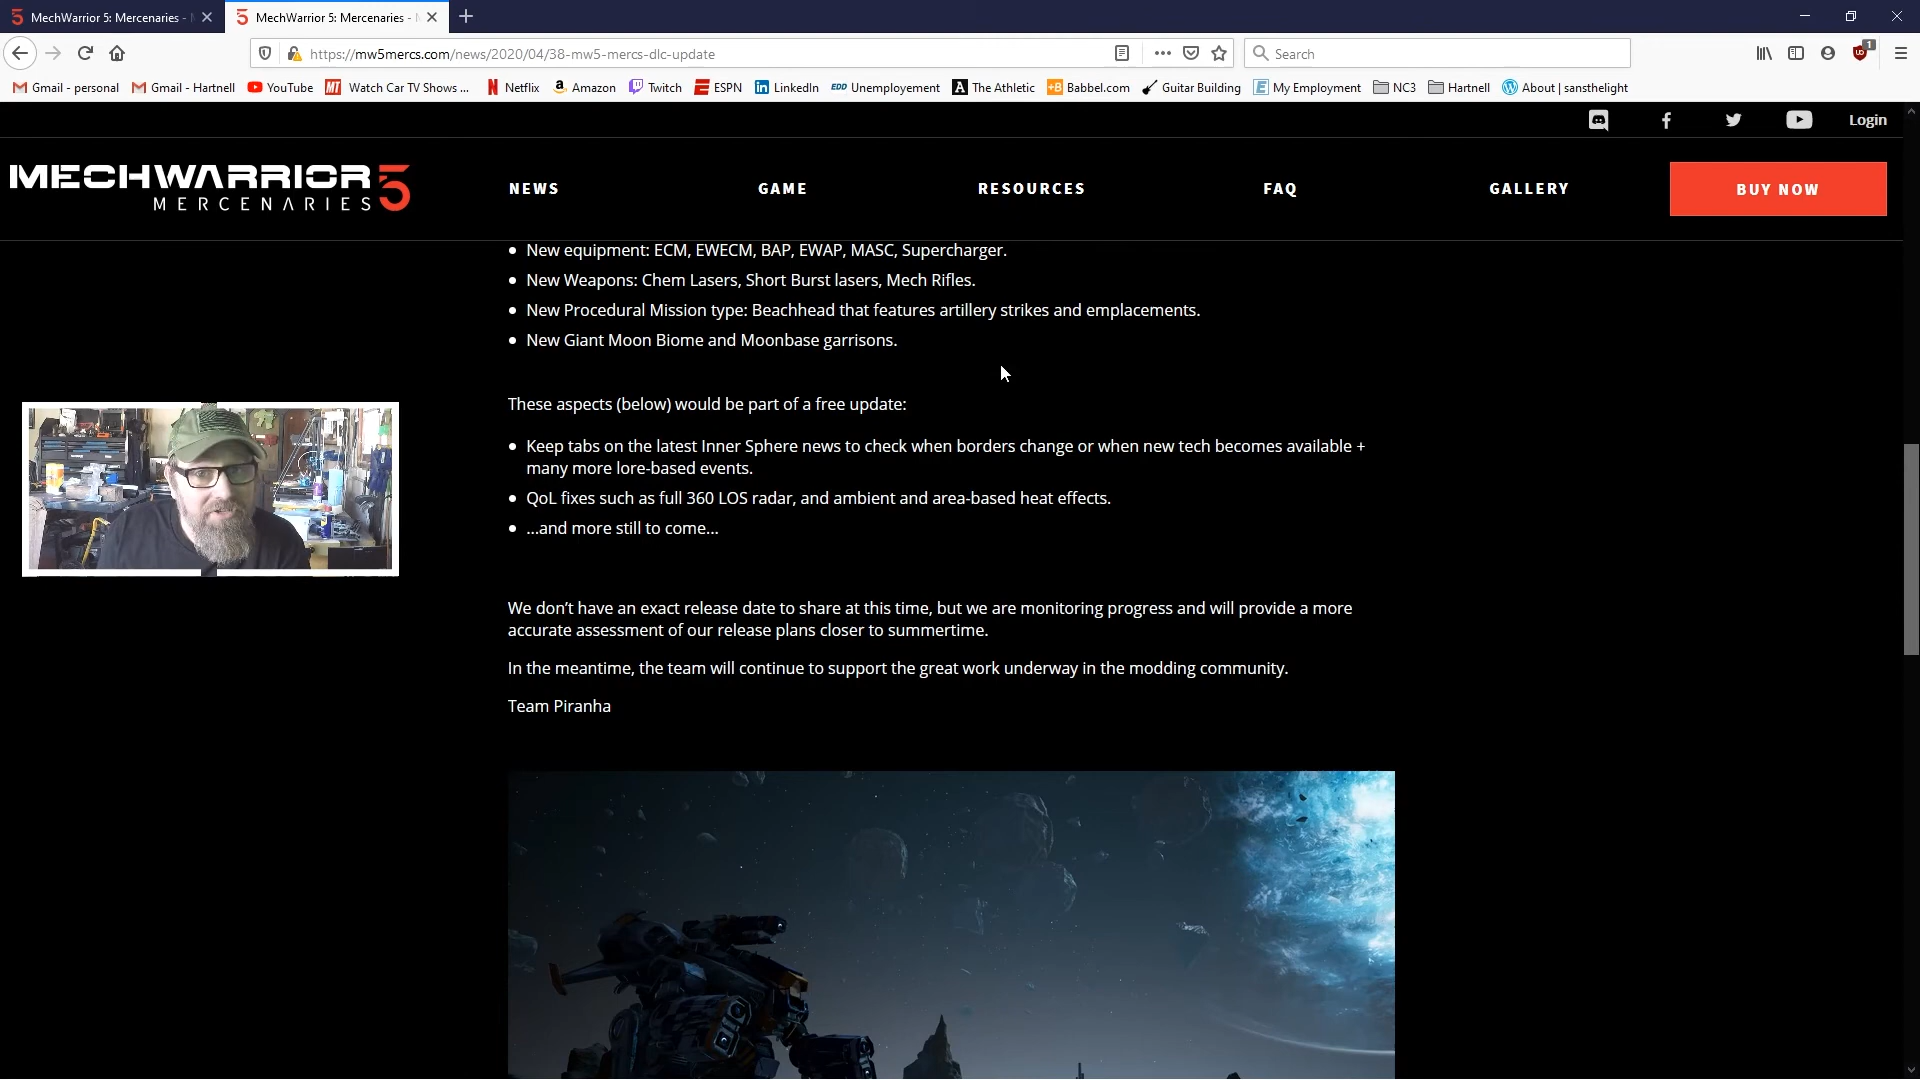 MechWarrior 5: Mercenaries -
MechWarrior 5: Mercenaries -
https://mw5mercs.com/news/2020/04/38-mw5-mercs-dlc-update
Search
1
Gmail - personal
Gmail - Hartnell
YouTube
MT
Watch Car TV Shows ...
Netflix
Amazon
Twitch
ESPN
LinkedIn
EDD
Unemployement
A
The Athletic
+B
Babbel.com
Guitar Building
E
My Employment
NC3
Hartnell
About | sansthelight
Login
MECHWARRIOR 5
MERCENARIES
NEWS
GAME
RESOURCES
FAQ
GALLERY
BUY NOW
• New equipment: ECM, EWECM, BAP, EWAP, MASC, Supercharger.
• New Weapons: Chem Lasers, Short Burst lasers, Mech Rifles.
• New Procedural Mission type: Beachhead that features artillery strikes and emplacements.
• New Giant Moon Biome and Moonbase garrisons.
These aspects (below) would be part of a free update:
• Keep tabs on the latest Inner Sphere news to check when borders change or when new tech becomes available +
many more lore-based events.
• QoL fixes such as full 360 LOS radar, and ambient and area-based heat effects.
• ...and more still to come...
We don't have an exact release date to share at this time, but we are monitoring progress and will provide a more
accurate assessment of our release plans closer to summertime.
In the meantime, the team will continue to support the great work underway in the modding community.
Team Piranha